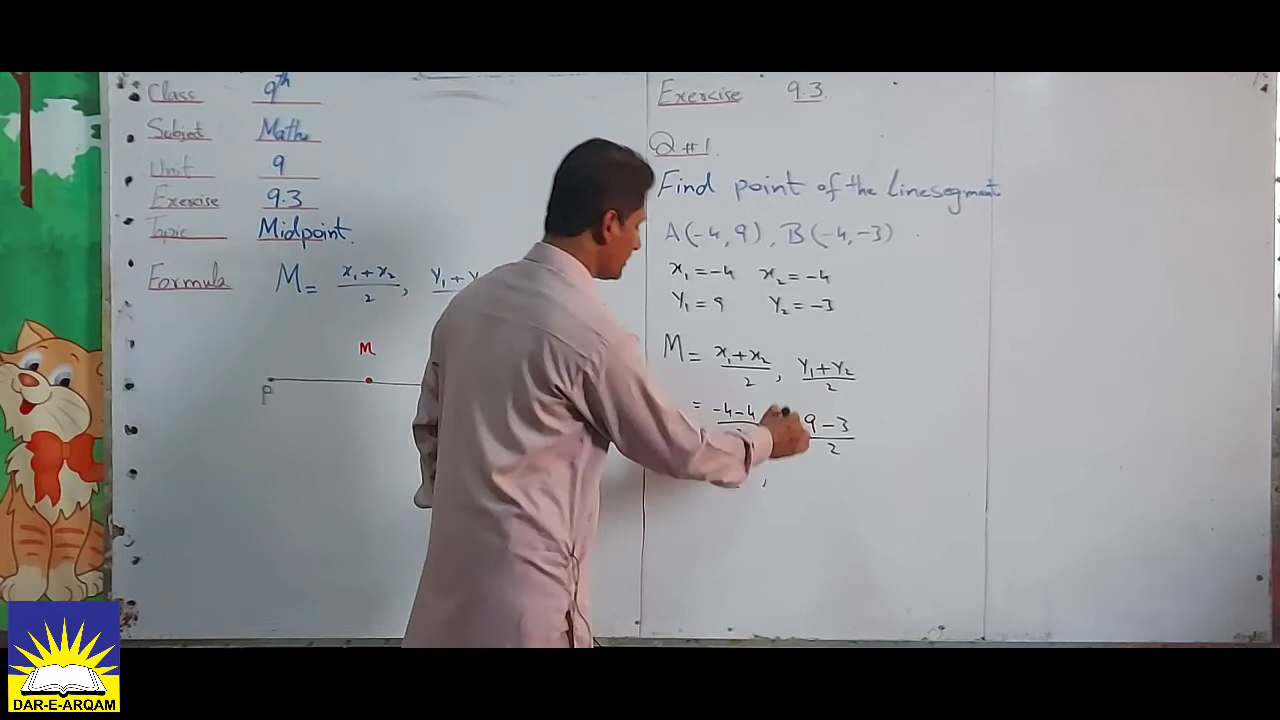 Class 9th
Subject Maths
Unit 9
Exercise 9.3
Topic Midpoint.
Formula M = x₁+x₂/2, Y₁+Y
M
P
Exercise 9.3
Q #1.
Find point of the linesegment
A(-4,9), B(-4,-3).
x₁ = -4 x₂ = -4
Y₁ = 9 Y₂ = -3
M = x₁+x₂/2, Y₁+Y₂/2
= -4-4 9-3/2
,
DAR-E-ARQAM